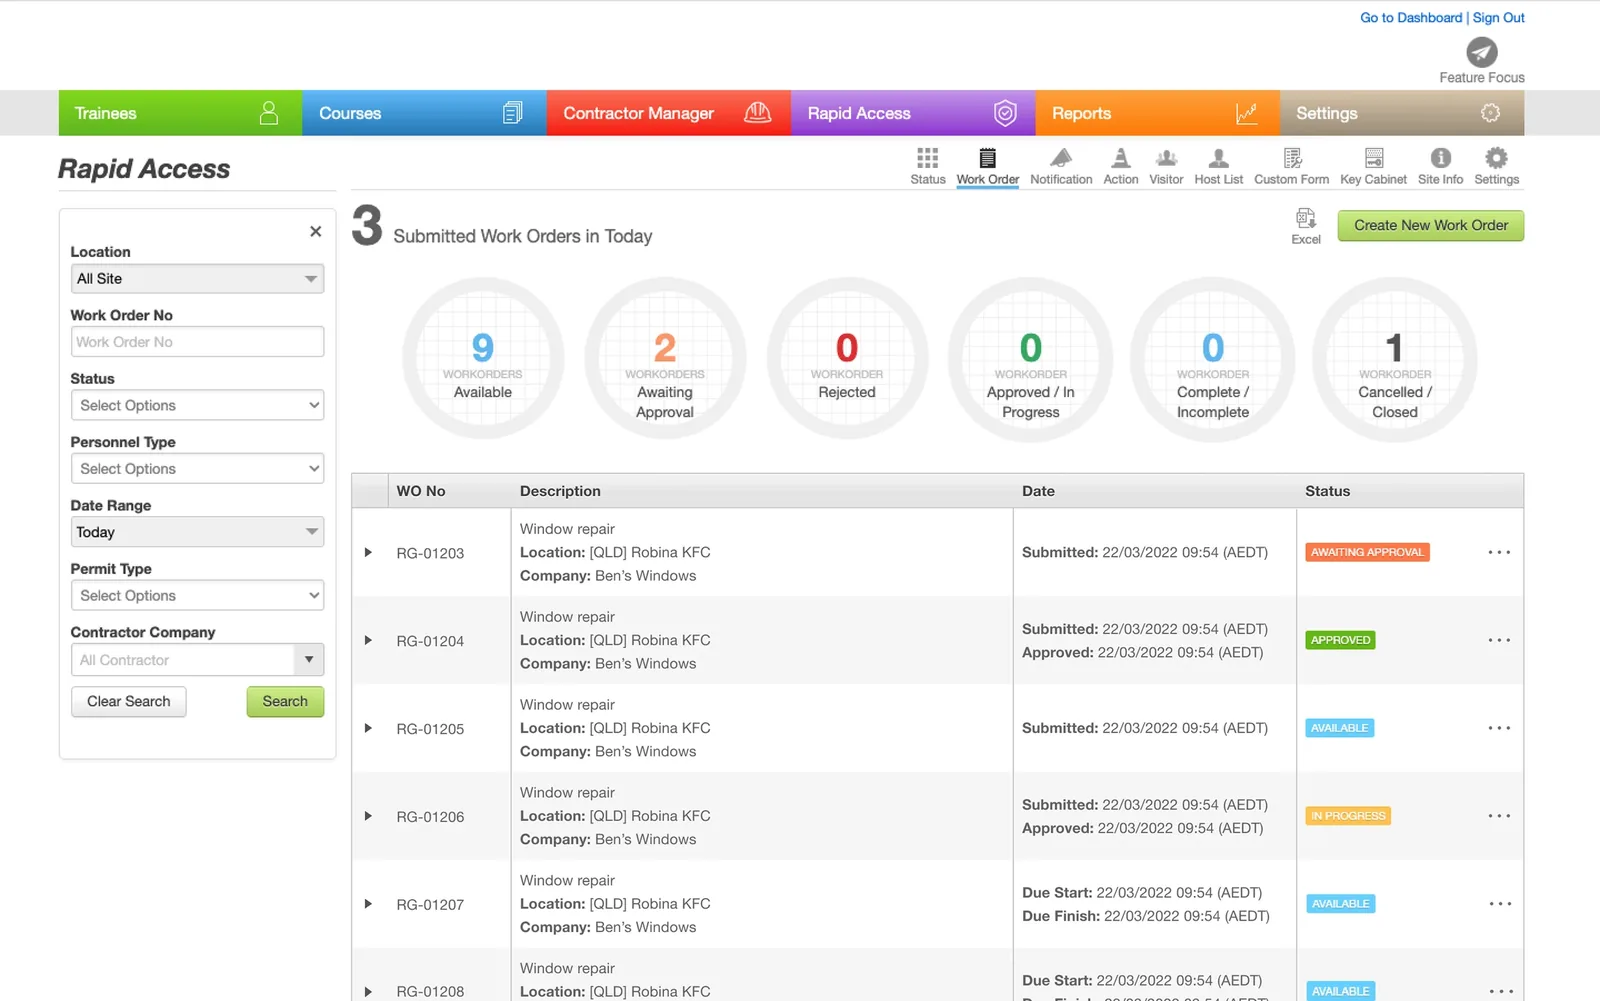 Go to Dashboard | Sign Out
Feature Focus
Trainees
Courses
Contractor Manager
Rapid Access
Reports
Settings
Rapid Access
Status
Work Order
Notification
Action
Visitor
Host List
Custom Form
Key Cabinet
Site Info
Settings
Location
All Site
Work Order No
Work Order No
Status
Select Options
Personnel Type
Select Options
Date Range
Today
Permit Type
Select Options
Contractor Company
All Contractor
Clear Search
Search
3 Submitted Work Orders in Today
Excel
Create New Work Order
9
WORKORDERS
Available
2
WORKORDERS
Awaiting
Approval
0
WORKORDER
Rejected
0
WORKORDER
Approved / In
Progress
0
WORKORDER
Complete /
Incomplete
1
WORKORDER
Cancelled /
Closed
WO No
Description
Date
Status
RG-01203
Window repair
Location: [QLD] Robina KFC
Company: Ben's Windows
Submitted: 22/03/2022 09:54 (AEDT)
AWAITING APPROVAL
RG-01204
Window repair
Location: [QLD] Robina KFC
Company: Ben's Windows
Submitted: 22/03/2022 09:54 (AEDT)
Approved: 22/03/2022 09:54 (AEDT)
APPROVED
RG-01205
Window repair
Location: [QLD] Robina KFC
Company: Ben's Windows
Submitted: 22/03/2022 09:54 (AEDT)
AVAILABLE
RG-01206
Window repair
Location: [QLD] Robina KFC
Company: Ben's Windows
Submitted: 22/03/2022 09:54 (AEDT)
Approved: 22/03/2022 09:54 (AEDT)
IN PROGRESS
RG-01207
Window repair
Location: [QLD] Robina KFC
Company: Ben's Windows
Due Start: 22/03/2022 09:54 (AEDT)
Due Finish: 22/03/2022 09:54 (AEDT)
AVAILABLE
RG-01208
Window repair
Location: [QLD] Robina KFC
Due Start: 22/03/2022 09:54 (AEDT)
AVAILABLE